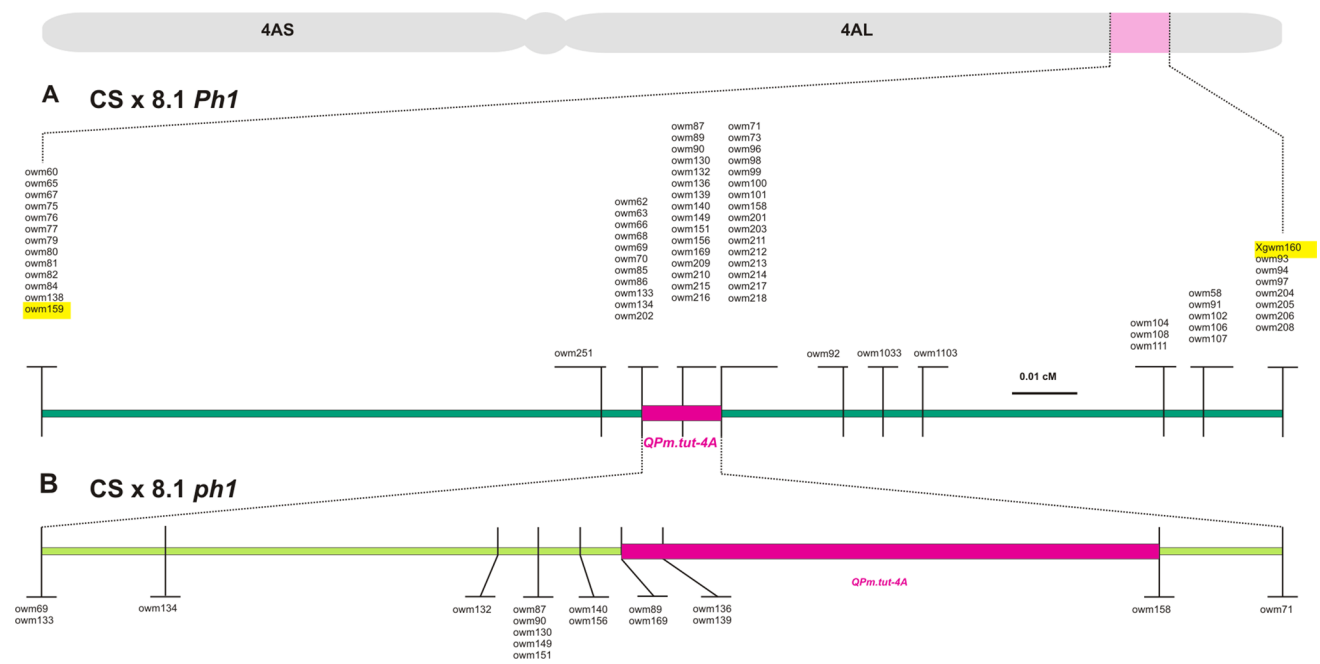 4AS
4AL
A CS x 8.1 Ph1
owm60
owm65
owm67
owm75
owm76
owm77
owm79
owm80
owm81
owm82
owm84
owm138
owm159
owm251
owm62
owm63
owm66
owm68
owm69
owm70
owm85
owm86
owm133
owm134
owm202
owm87
owm89
owm90
owm130
owm132
owm136
owm139
owm140
owm149
owm151
owm156
owm169
owm209
owm210
owm215
owm216
owm71
owm73
owm96
owm98
owm99
owm100
owm101
owm158
owm201
owm203
owm211
owm212
owm213
owm214
owm217
owm218
owm92
owm1033
owm1103
0.01 cM
owm104
owm108
owm111
owm58
owm91
owm102
owm106
owm107
Xgwm160
owm93
owm94
owm97
owm204
owm205
owm206
owm208
QPm.tut-4A
B CS x 8.1 ph1
QPm.tut-4A
owm69
owm133
owm134
owm132
owm87
owm90
owm130
owm149
owm151
owm140
owm156
owm89
owm169
owm136
owm139
owm158
owm71